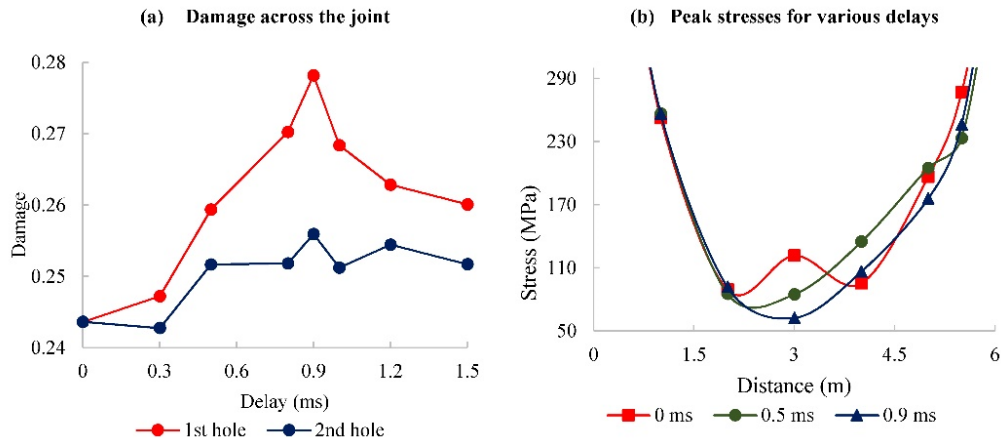 (a) Damage across the joint
0.28
0.27
0.26
0.25
0.24
Damage
0 0.3 0.6 0.9 1.2 1.5
Delay (ms)
1st hole 2nd hole
(b) Peak stresses for various delays
290
230
170
110
50
Stress (MPa)
0 1.5 3 4.5 6
Distance (m)
0 ms 0.5 ms 0.9 ms